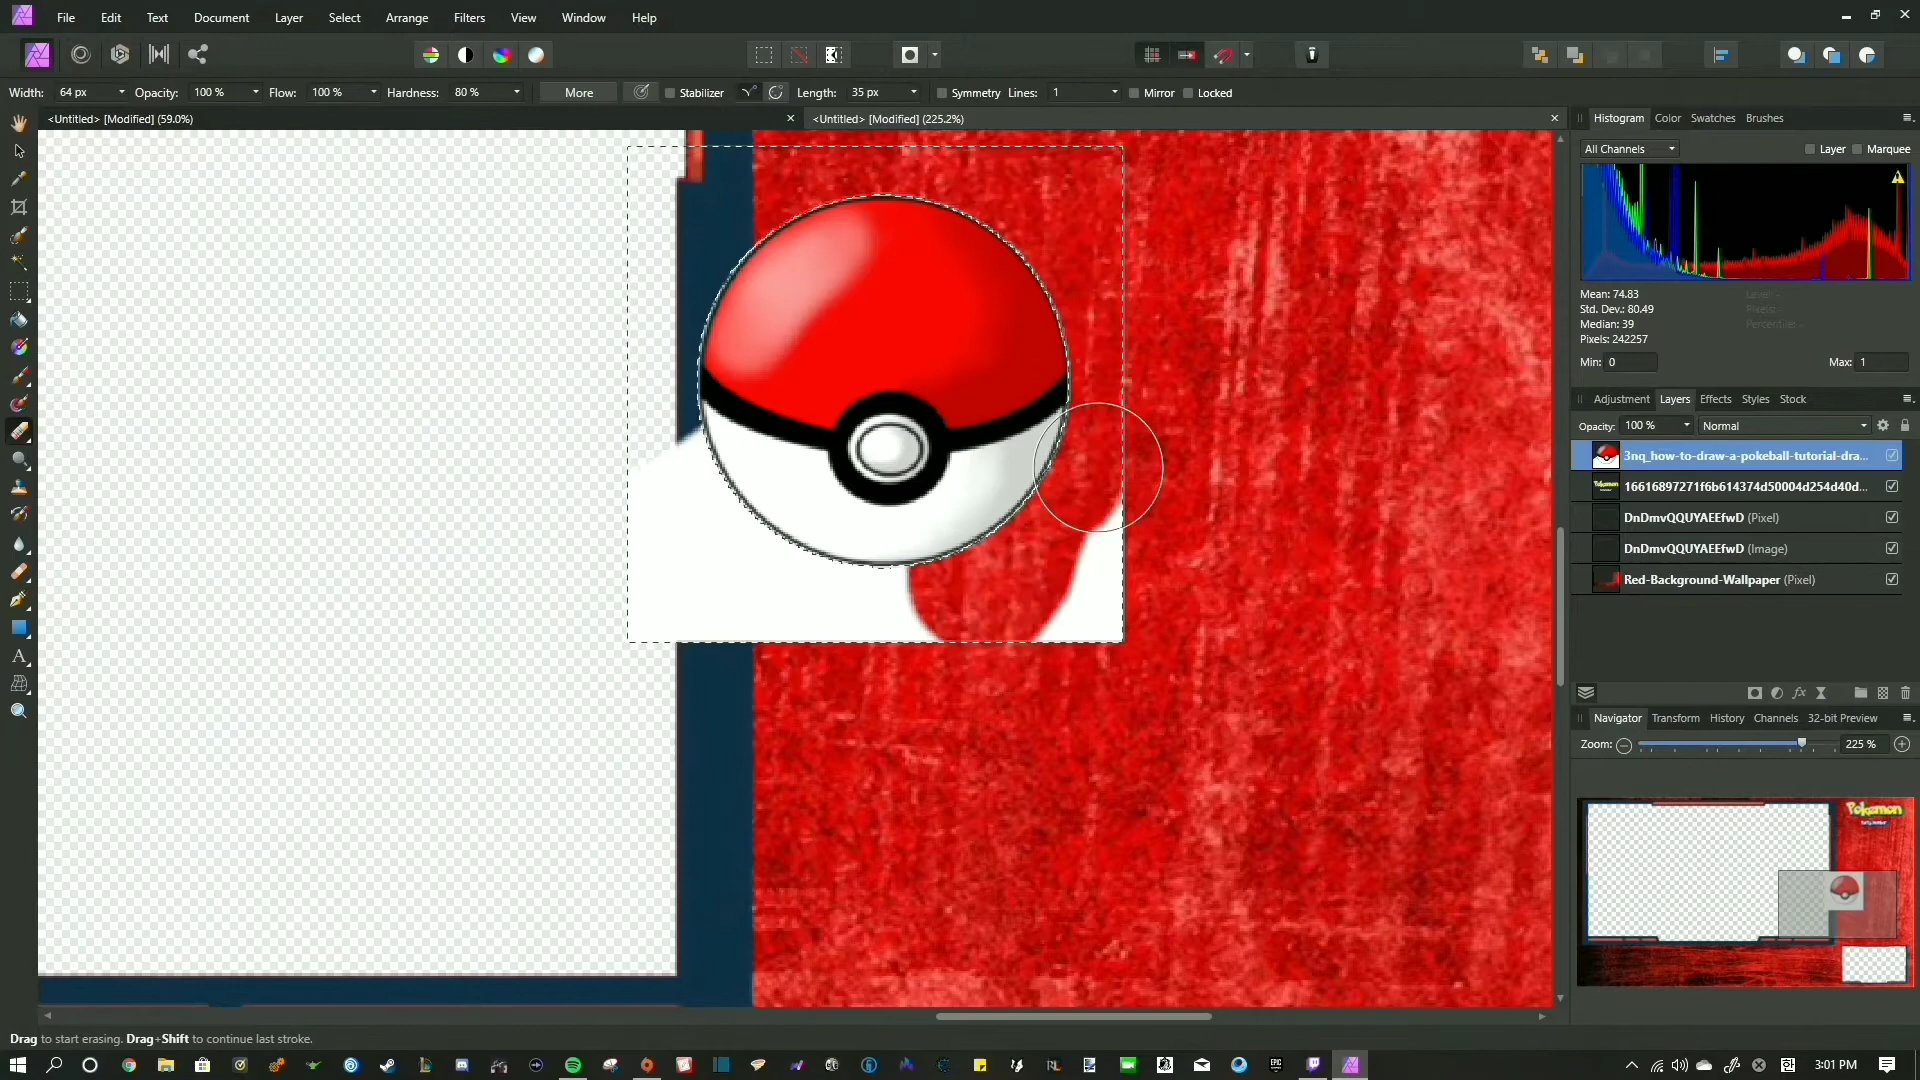 File Edit Text Document Layer Select Arrange Filters View Window Help
Width: 64 px Opacity: 100 % Flow: 100 % Hardness: 80 % More Stabilizer Length: 35 px Symmetry Lines: 1 Mirror Locked
<Untitled> [Modified] (59.0%) <Untitled> [Modified] (225.2%)
Histogram Color Swatches Brushes
All Channels Layer Marquee
Mean: 74.83
Std. Dev.: 80.49
Median: 39
Pixels: 242257
Min: 0 Max: 1
Adjustment Layers Effects Styles Stock
Opacity: 100 % Normal
3nq_how-to-draw-a-pokeball-tutorial-dra...
16616897271f6b614374d50004d254d40d...
DnDmvQQUYAEEfwD (Pixel)
DnDmvQQUYAEEfwD (Image)
Red-Background-Wallpaper (Pixel)
Navigator Transform History Channels 32-bit Preview
Zoom: 225 %
Pokemon
Drag to start erasing. Drag+Shift to continue last stroke.
3:01 PM